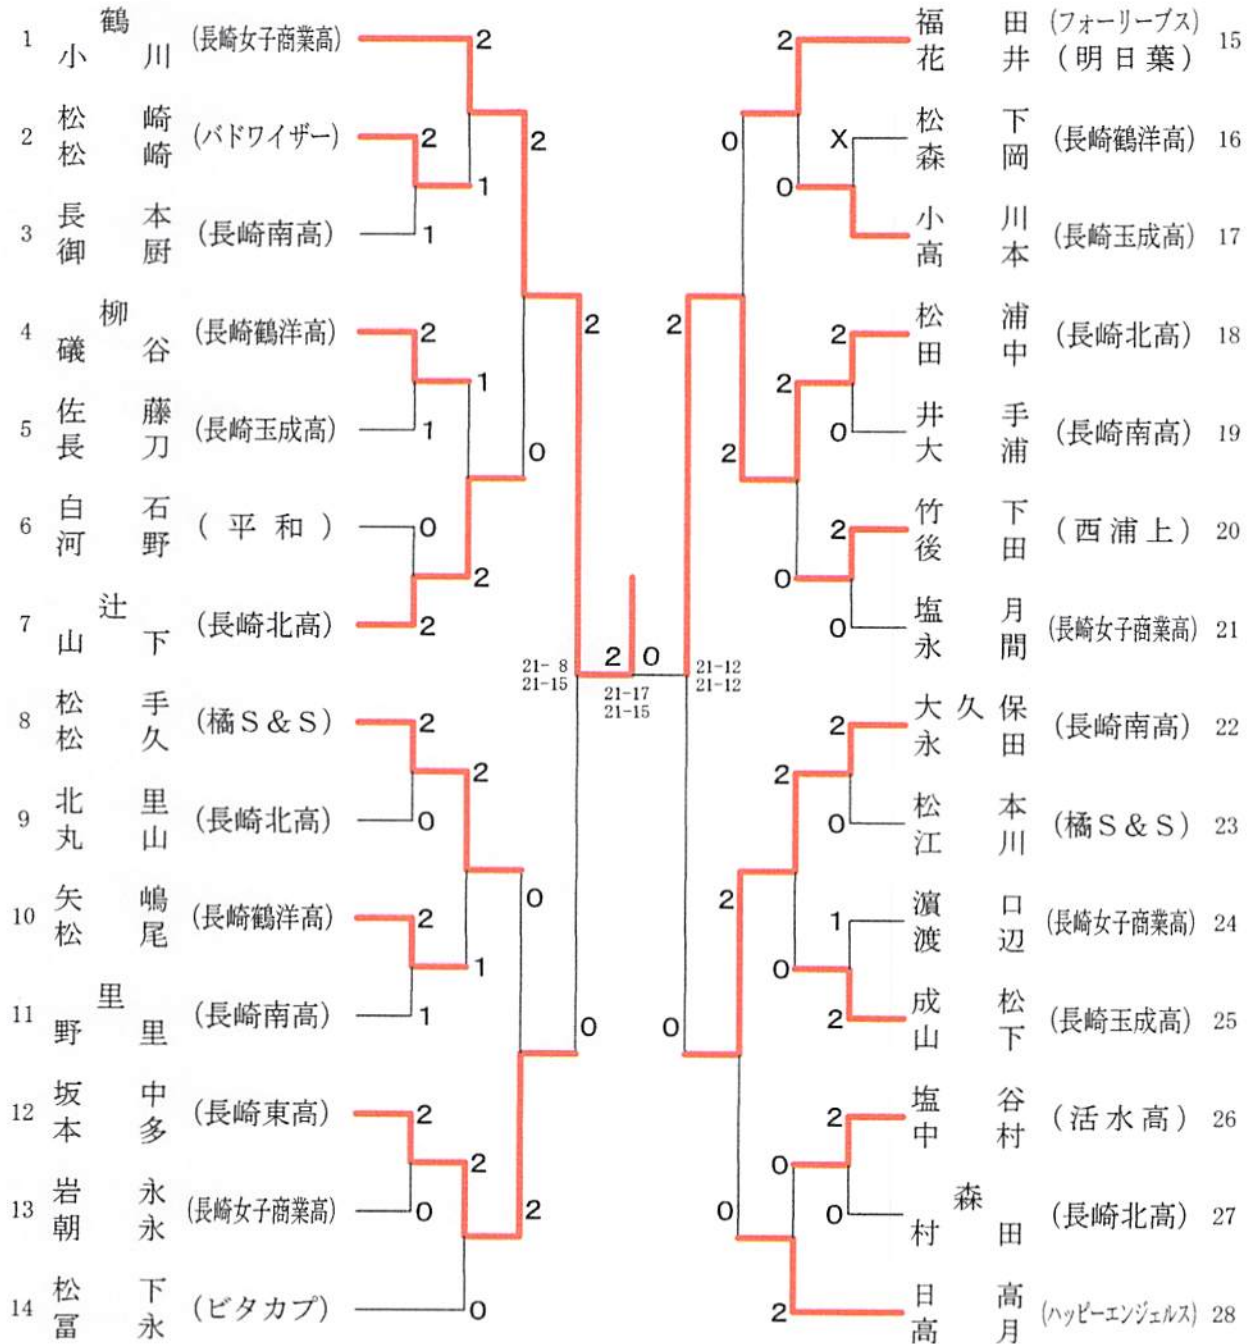 鶴
1 小川 (長崎女子商業高) 2
松崎
2 松崎 (バドワイザー) 2 2
1
長本
3 御厨 (長崎南高) 1
柳
4 礒谷 (長崎鶴洋高) 2 2
1
佐藤
5 長刀 (長崎玉成高) 1
0
白石
6 河野 (平和) 0
2
辻
7 山下 (長崎北高) 2
21- 8
21-15
松手
8 松久 (橘S&S) 2
2
北里
9 丸山 (長崎北高) 0
矢嶋
10 松尾 (長崎鶴洋高) 2 0
1
里
11 野里 (長崎南高) 1 0
坂中
12 本多 (長崎東高) 2
2
岩永
13 朝永 (長崎女子商業高) 0 2
松下
14 冨永 (ビタカプ) 0
2 0
21-17
21-15
福田 (フォーリーブス)
2 花井 (明日葉) 15
松下
0 X 森岡 (長崎鶴洋高) 16
0
小川
高本 (長崎玉成高) 17
松浦
2 2 田中 (長崎北高) 18
2
井手
2 0 大浦 (長崎南高) 19
竹下
2 後田 (西浦上) 20
0
塩月
0 永間 (長崎女子商業高) 21
21-12
21-12
大久保
2 永田 (長崎南高) 22
2
松本
0 江川 (橘S&S) 23
濵口
2 1 渡辺 (長崎女子商業高) 24
0
成松
0 2 山下 (長崎玉成高) 25
塩谷
2 中村 (活水高) 26
0
森
0 0 村田 (長崎北高) 27
日高
2 高月 (ハッピーエンジェルス) 28